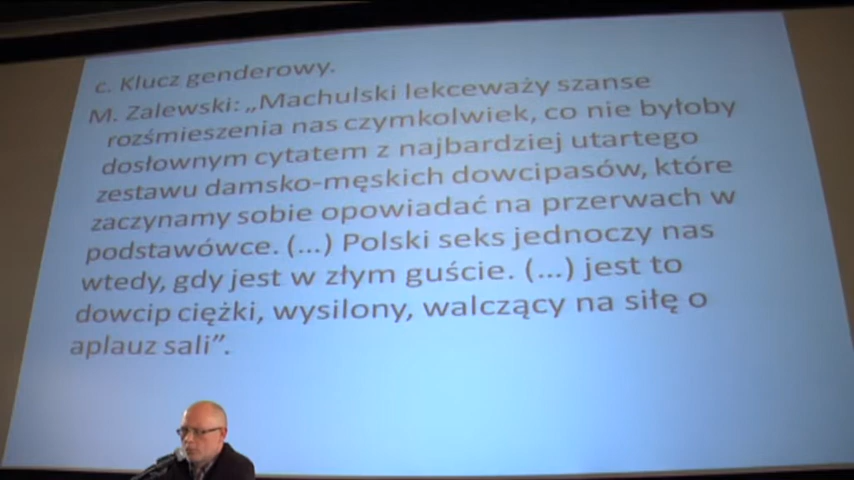 c. Klucz genderowy.
M. Zalewski: „Machulski lekceważy szanse
rozśmieszenia nas czymkolwiek, co nie byłoby
dosłownym cytatem z najbardziej utartego
zestawu damsko-męskich dowcipasów, które
zaczynamy sobie opowiadać na przerwach w
podstawówce. (...) Polski seks jednoczy nas
wtedy, gdy jest w złym guście. (...) jest to
dowcip ciężki, wysilony, walczący na siłę o
aplauz sali”.